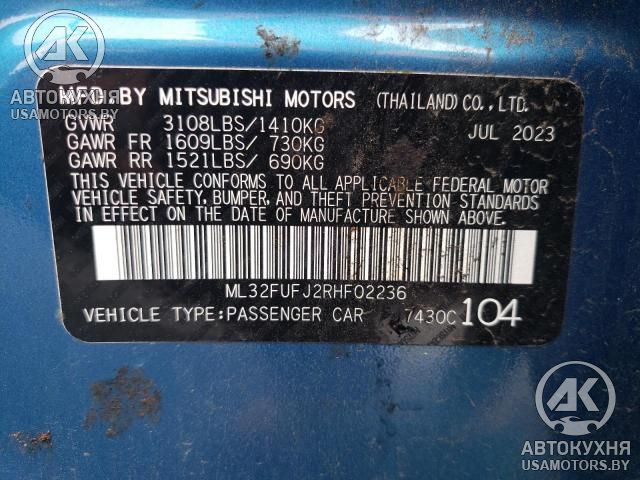 АК
АВТОКУХНЯ
USAMOTORS.BY
MFD. BY MITSUBISHI MOTORS (THAILAND) CO., LTD.
GVWR 3108LBS/1410KG JUL 2023
GAWR FR 1609LBS/ 730KG
GAWR RR 1521LBS/ 690KG
THIS VEHICLE CONFORMS TO ALL APPLICABLE FEDERAL MOTOR
VEHICLE SAFETY, BUMPER, AND THEFT PREVENTION STANDARDS
IN EFFECT ON THE DATE OF MANUFACTURE SHOWN ABOVE.
ML32FUFJ2RHF02236
VEHICLE TYPE:PASSENGER CAR 7430C 104
АК
АВТОКУХНЯ
USAMOTORS.BY